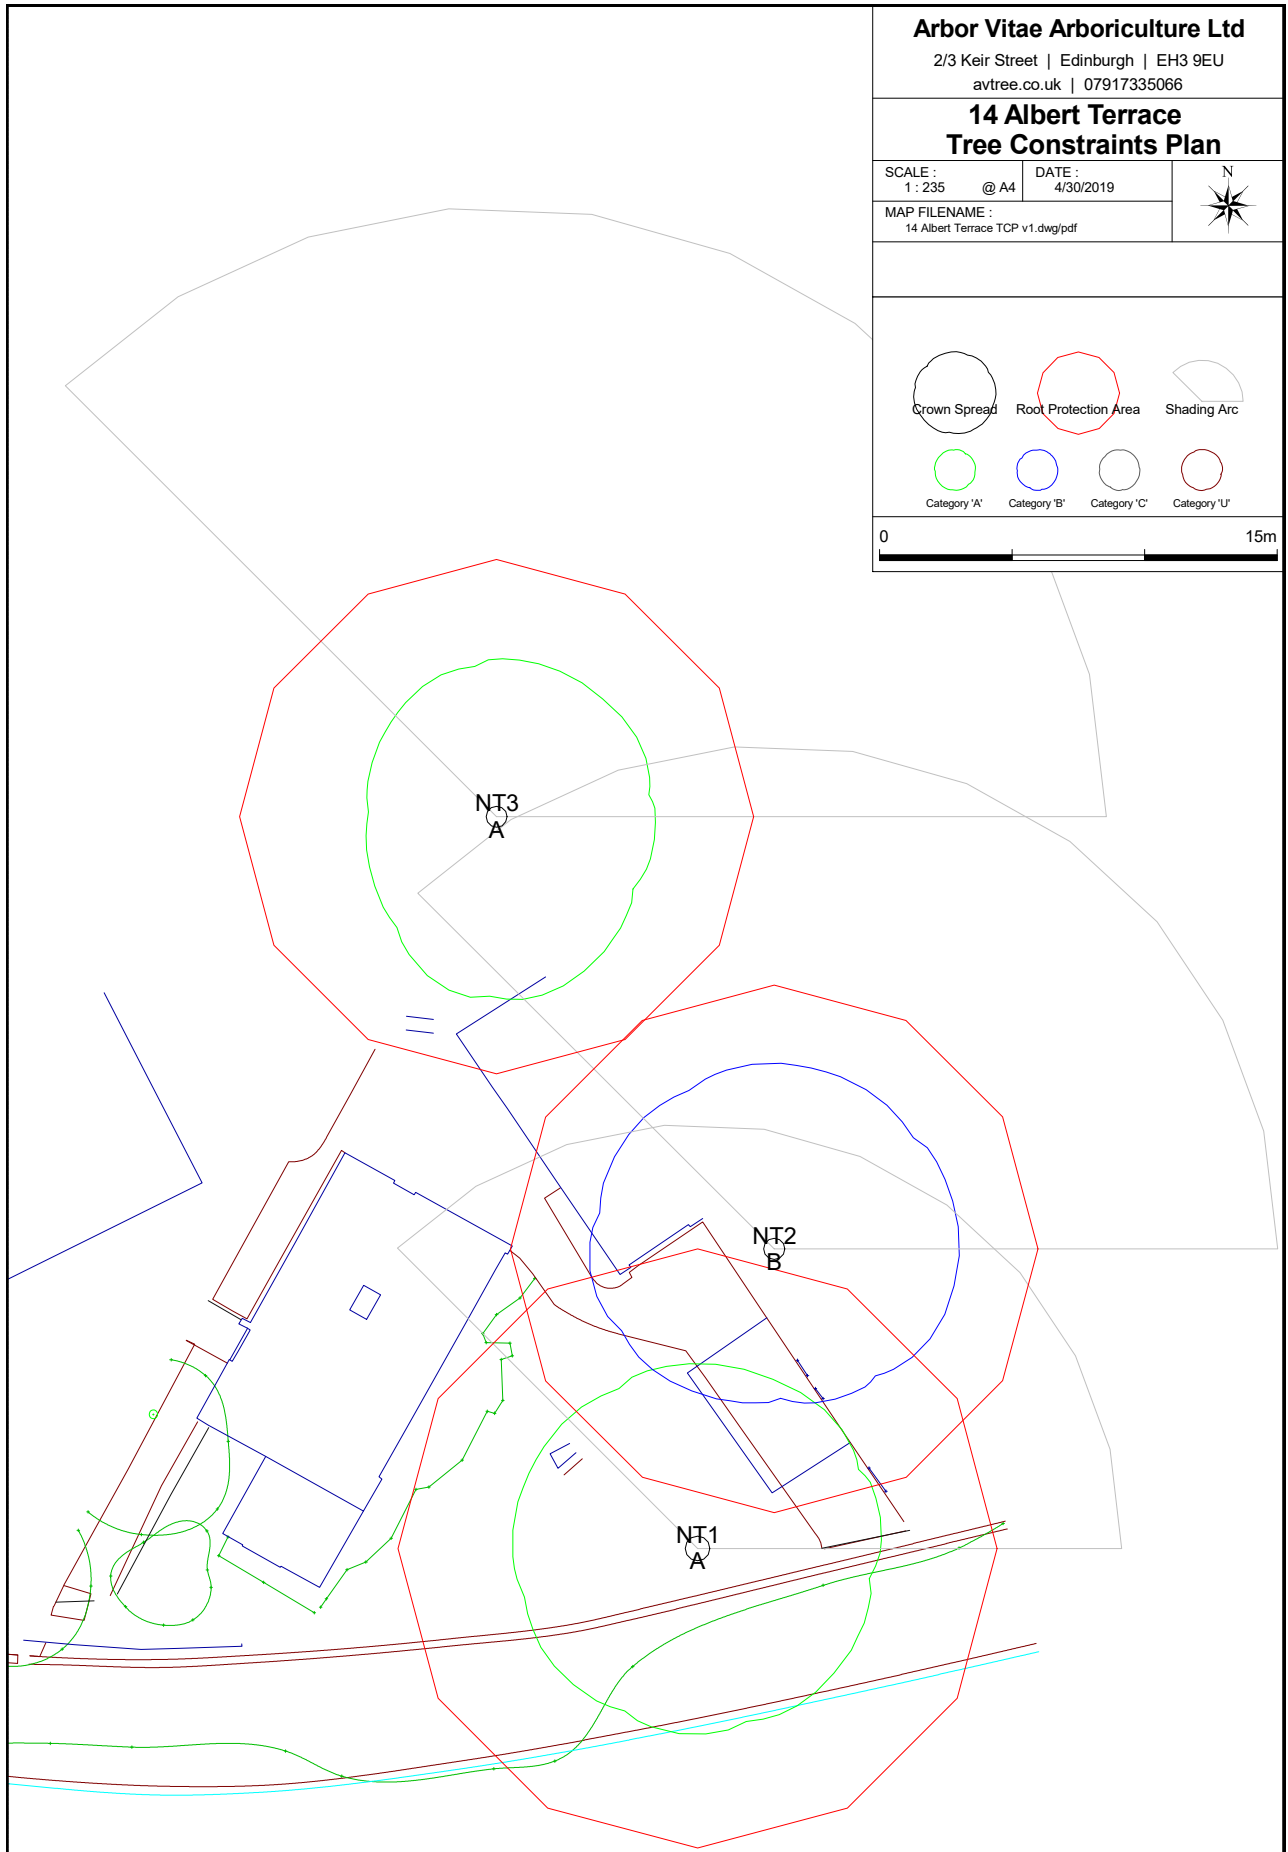 Arbor Vitae Arboriculture Ltd
2/3 Keir Street | Edinburgh | EH3 9EU
avtree.co.uk | 07917335066
14 Albert Terrace
Tree Constraints Plan
SCALE :
1 : 235 @ A4
DATE :
4/30/2019
N
MAP FILENAME :
14 Albert Terrace TCP v1.dwg/pdf
Crown Spread
Root Protection Area
Shading Arc
Category 'A'
Category 'B'
Category 'C'
Category 'U'
0 15m
NT3
A
NT2
B
NT1
A